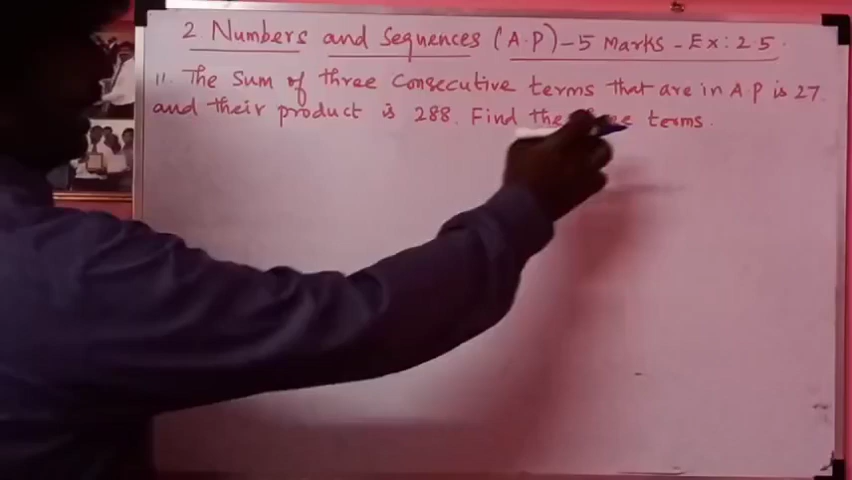 2 Numbers and Sequences (A.P) - 5 Marks - Ex: 2.5.
11. The Sum of three Consecutive terms That are in A.P is 27.
and their product is 288. Find the terms.